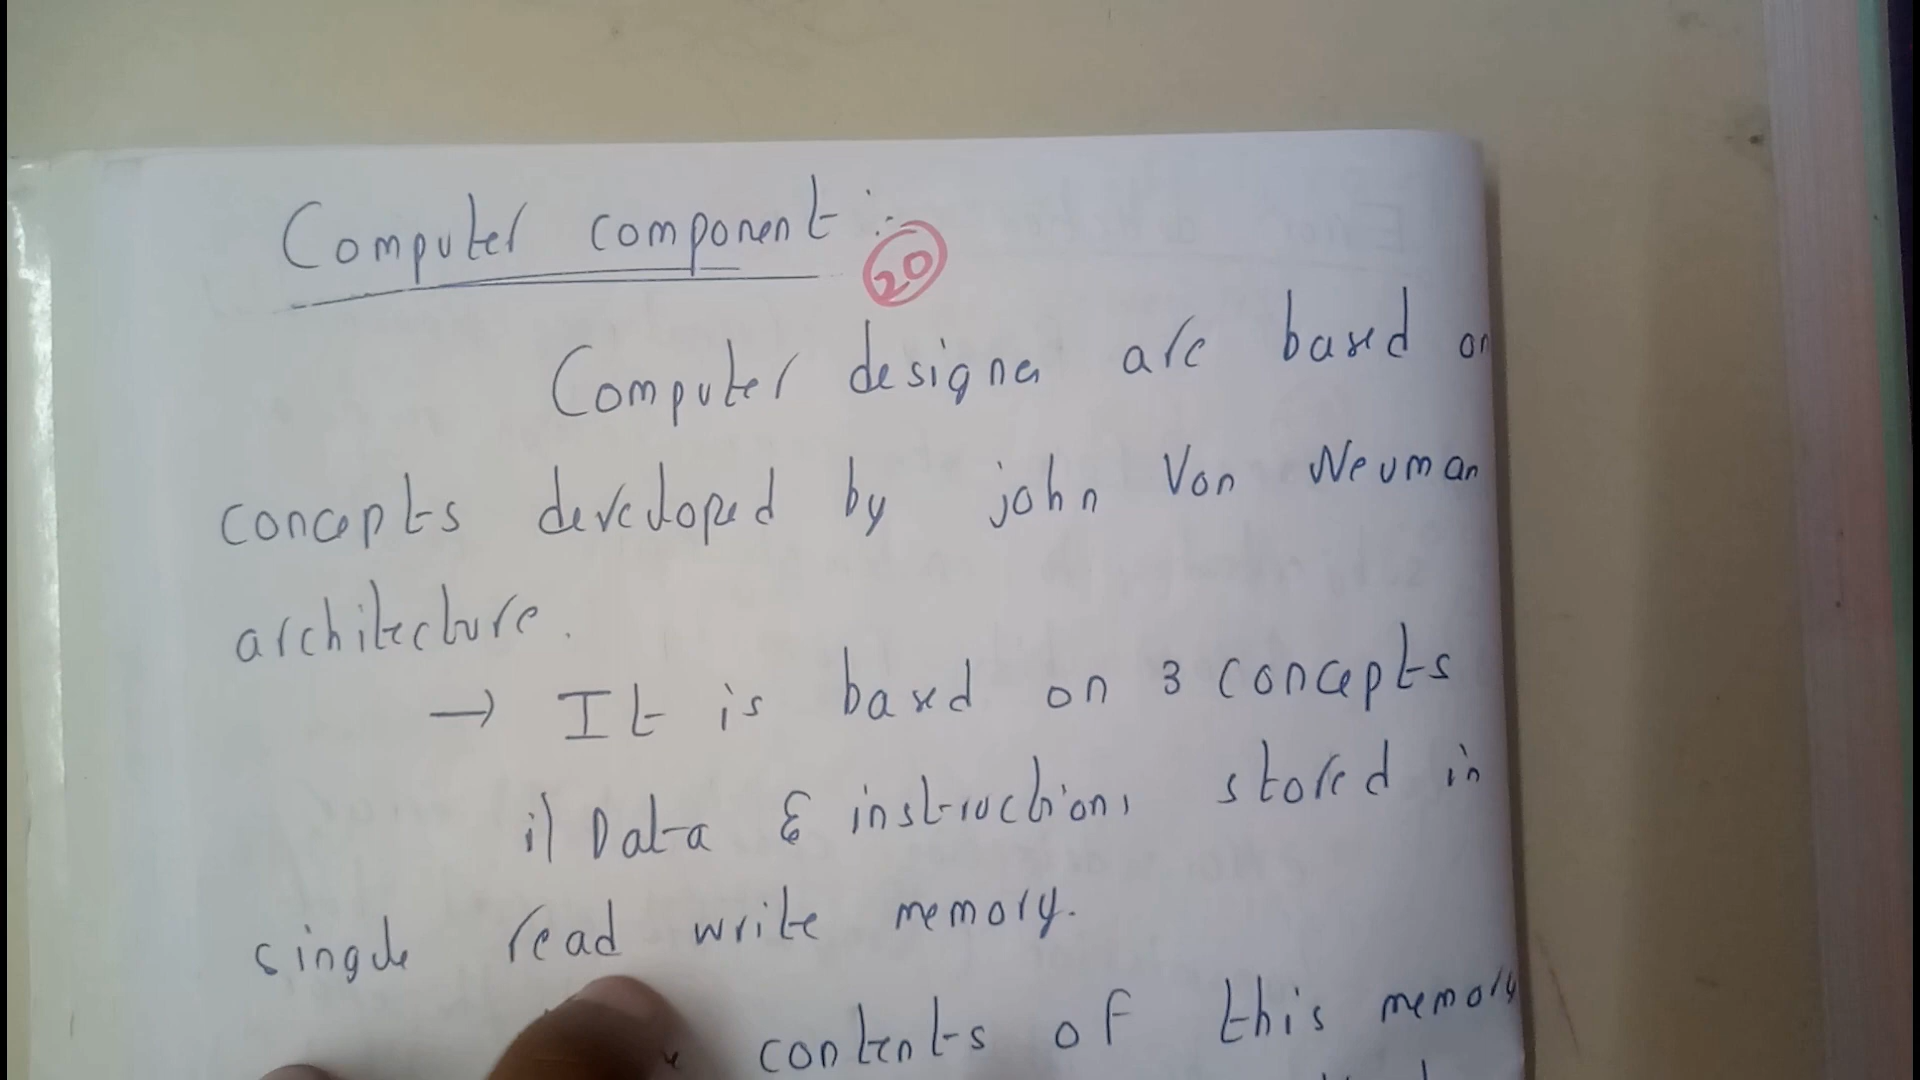 Computer component :-
20
Computer designer are based on
concepts developed by john Von Neuman
architecture.
→ It is based on 3 concepts
i) Data & instructions stored in
single read write memory.
contents of this memory